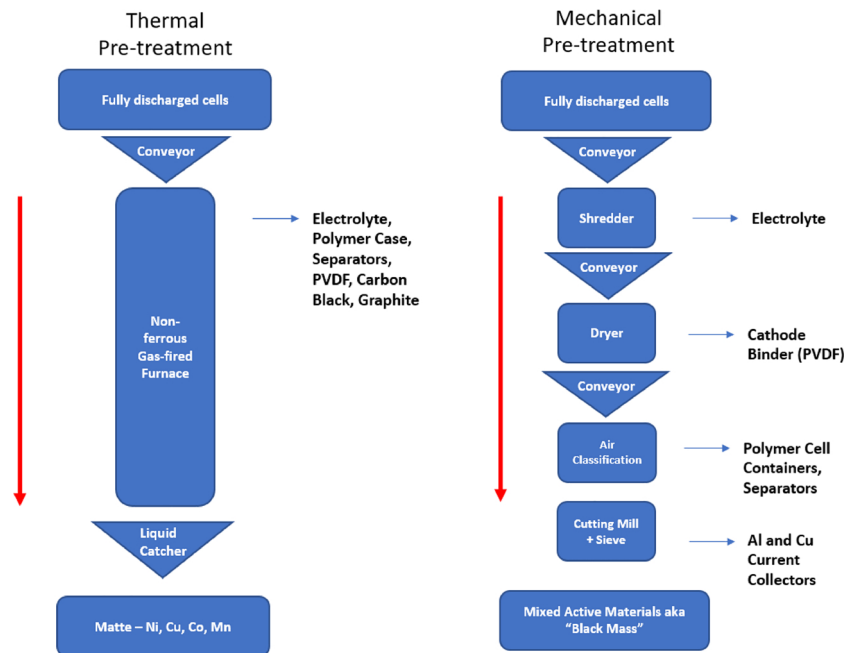 Thermal
Pre-treatment
Fully discharged cells
Conveyor
Non-
ferrous
Gas-fired
Furnace
Electrolyte,
Polymer Case,
Separators,
PVDF, Carbon
Black, Graphite
Liquid
Catcher
Matte – Ni, Cu, Co, Mn
Mechanical
Pre-treatment
Fully discharged cells
Conveyor
Shredder
Electrolyte
Conveyor
Dryer
Cathode
Binder (PVDF)
Conveyor
Air
Classification
Polymer Cell
Containers,
Separators
Cutting Mill
+ Sieve
Al and Cu
Current
Collectors
Mixed Active Materials aka
“Black Mass”